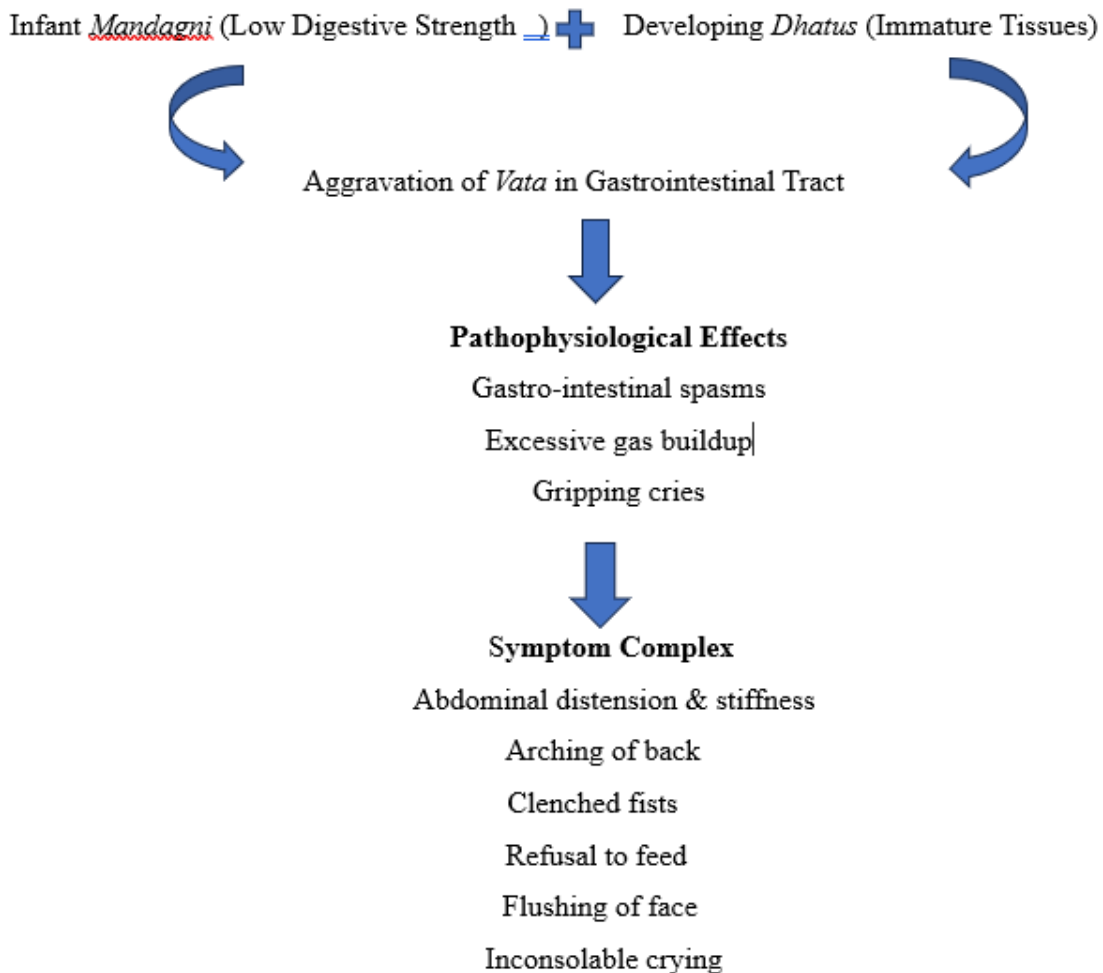 Infant Mandagni (Low Digestive Strength _) Developing Dhatus (Immature Tissues)
Aggravation of Vata in Gastrointestinal Tract
Pathophysiological Effects
Gastro-intestinal spasms
Excessive gas buildup
Gripping cries
Symptom Complex
Abdominal distension & stiffness
Arching of back
Clenched fists
Refusal to feed
Flushing of face
Inconsolable crying